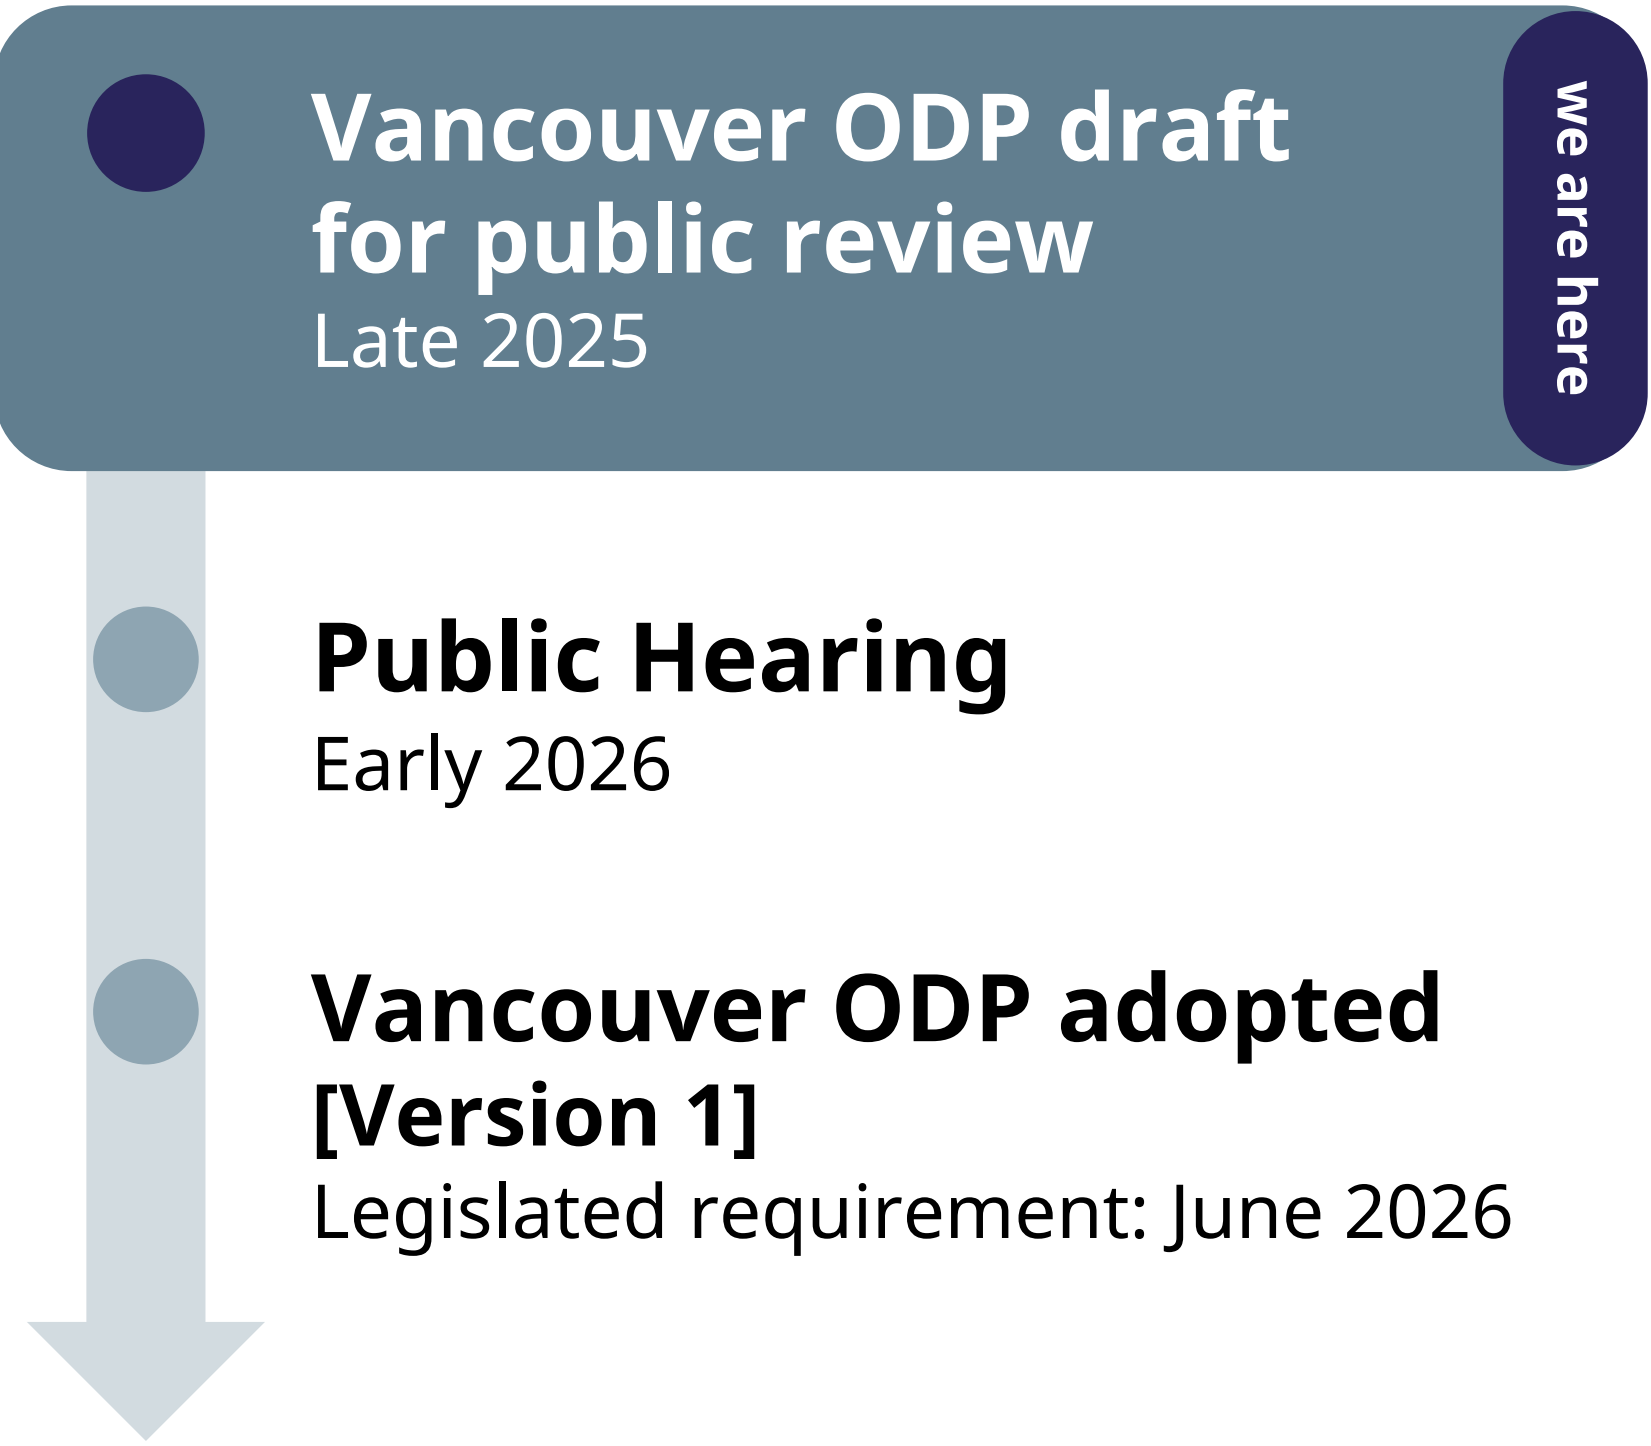 Vancouver ODP draft
for public review
Late 2025
we are here
Public Hearing
Early 2026
Vancouver ODP adopted
[Version 1]
Legislated requirement: June 2026